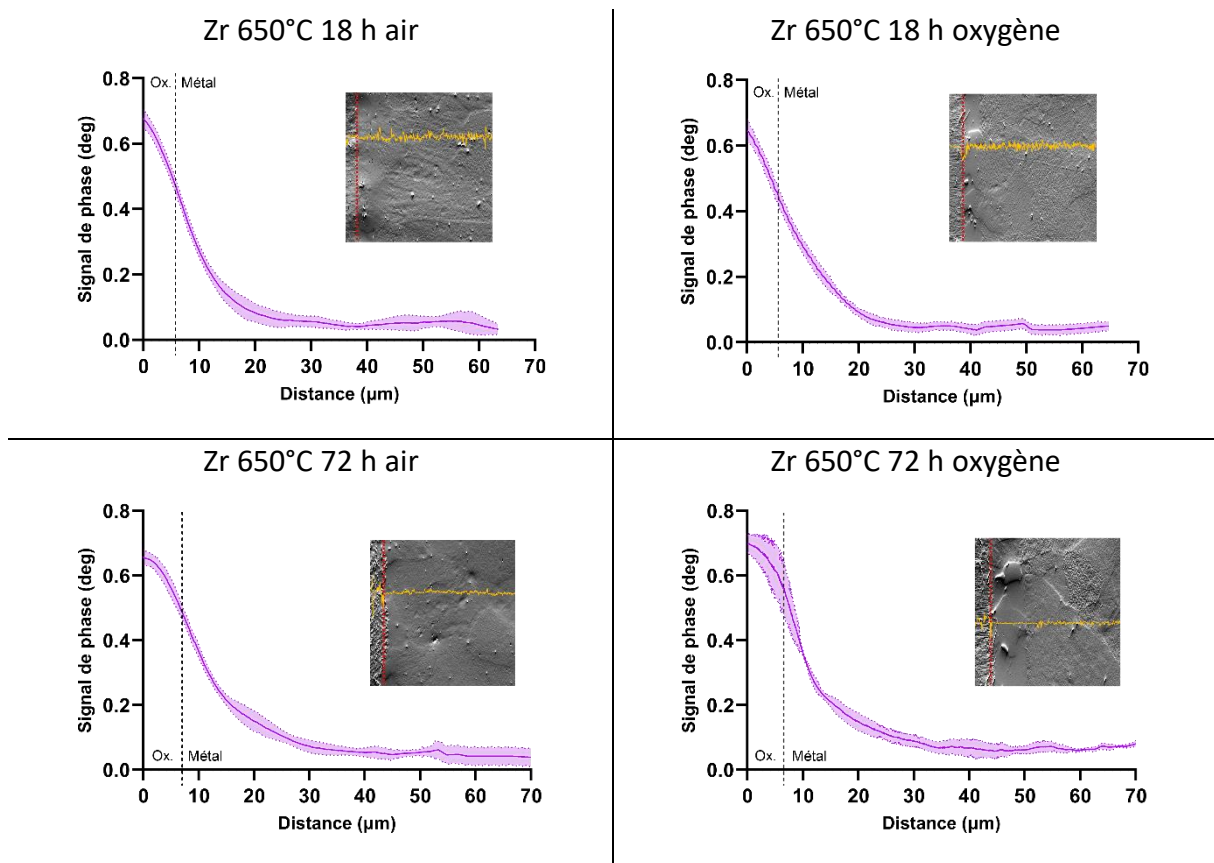 Zr 650°C 18 h air
0.8
Ox. Métal
0.6
0.4
0.2
0.0
Signal de phase (deg)
0 10 20 30 40 50 60 70
Distance (µm)
Zr 650°C 18 h oxygène
0.8
Ox. Métal
0.6
0.4
0.2
0.0
Signal de phase (deg)
0 10 20 30 40 50 60 70
Distance (µm)
Zr 650°C 72 h air
0.8
0.6
0.4
0.2
0.0
Signal de phase (deg)
Ox. Métal
0 10 20 30 40 50 60 70
Distance (µm)
Zr 650°C 72 h oxygène
0.8
0.6
0.4
0.2
0.0
Signal de phase (deg)
Ox. Métal
0 10 20 30 40 50 60 70
Distance (µm)